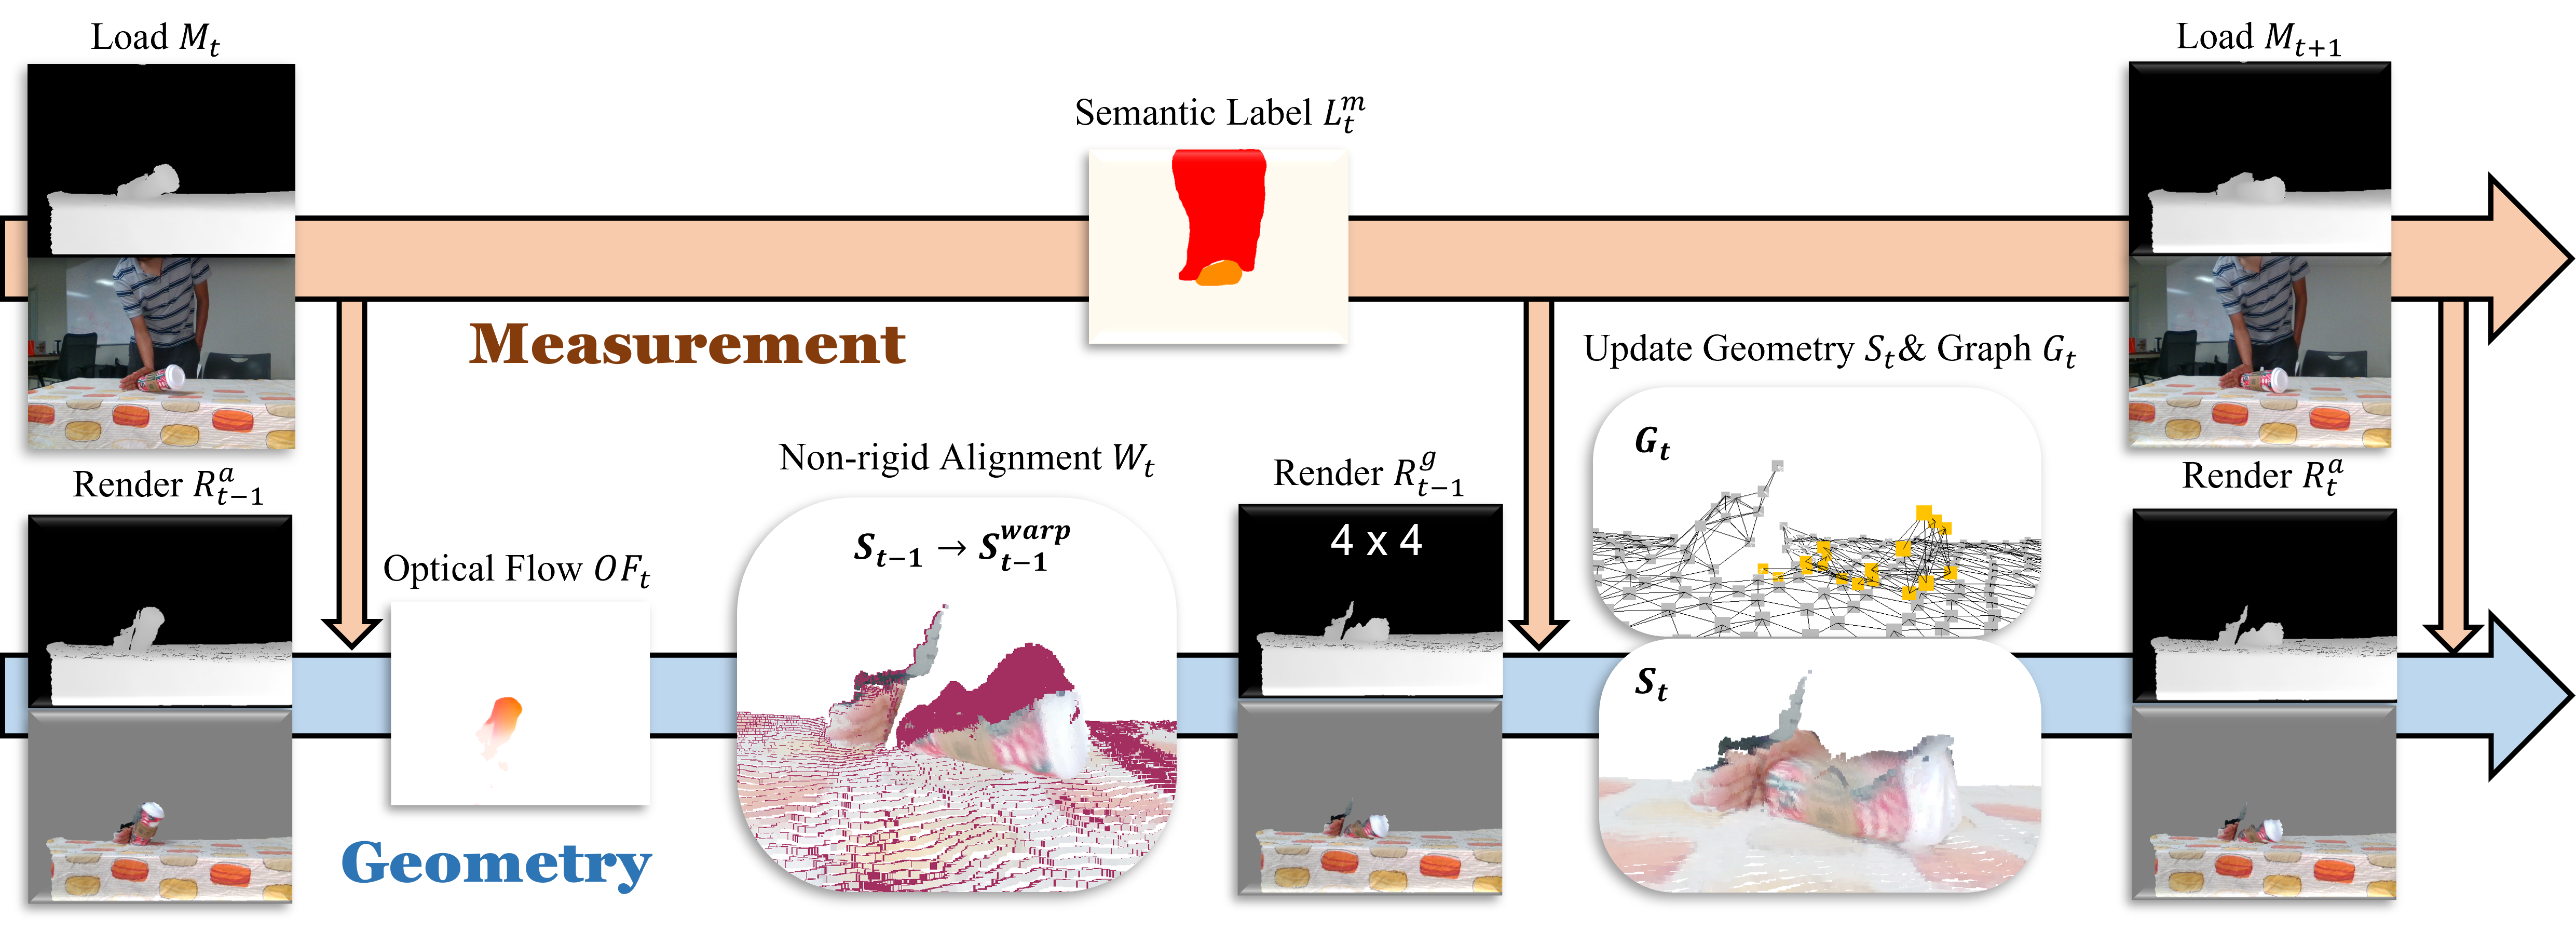 Load M_t
Semantic Label L_t^m
Load M_{t+1}
Measurement
Update Geometry S_t & Graph G_t
G_t
Non-rigid Alignment W_t
Render R_{t-1}^a
Render R_{t-1}^g
Render R_t^a
S_{t-1} → S_{t-1}^{warp}
4 x 4
Optical Flow OF_t
S_t
Geometry